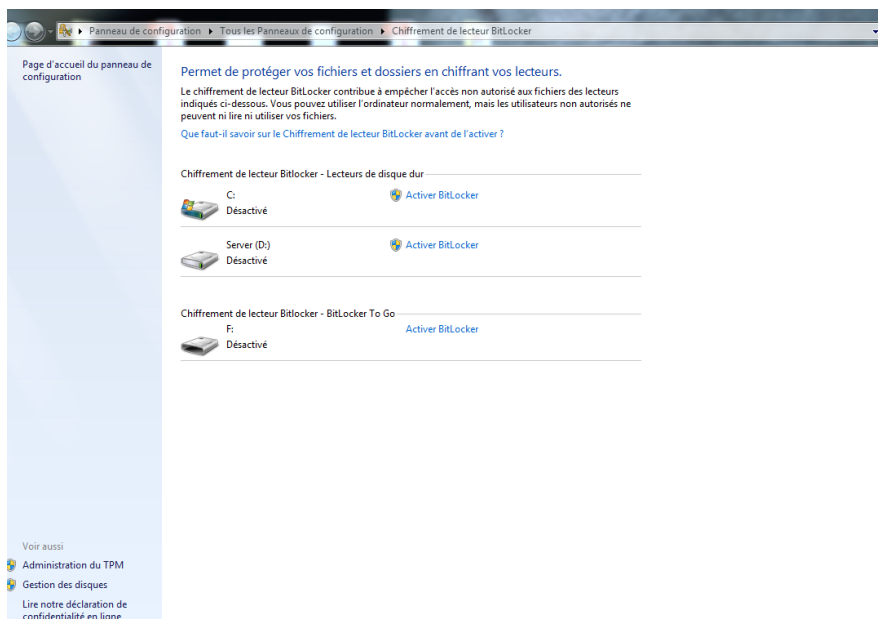 Panneau de configuration Tous les Panneaux de configuration Chiffrement de lecteur BitLocker
Page d'accueil du panneau de
configuration
Permet de protéger vos fichiers et dossiers en chiffrant vos lecteurs.
Le chiffrement de lecteur BitLocker contribue à empêcher l'accès non autorisé aux fichiers des lecteurs
indiqués ci-dessous. Vous pouvez utiliser l'ordinateur normalement, mais les utilisateurs non autorisés ne
peuvent ni lire ni utiliser vos fichiers.
Que faut-il savoir sur le Chiffrement de lecteur BitLocker avant de l'activer ?
Chiffrement de lecteur Bitlocker - Lecteurs de disque dur
C: Activer BitLocker
Désactivé
Server (D:) Activer BitLocker
Désactivé
Chiffrement de lecteur Bitlocker - BitLocker To Go
F: Activer BitLocker
Désactivé
Voir aussi
Administration du TPM
Gestion des disques
Lire notre déclaration de
confidentialité en ligne